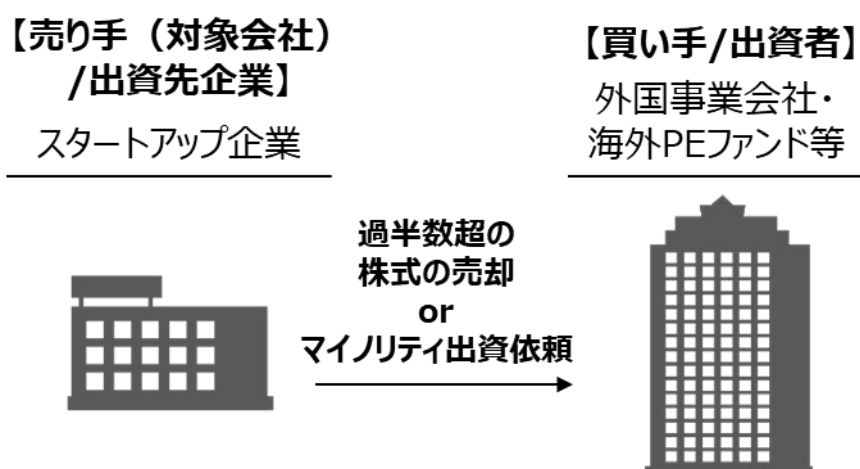 【売り手（対象会社）
/出資先企業】
スタートアップ企業
【買い手/出資者】
外国事業会社・
海外PEファンド等
過半数超の
株式の売却
or
マイノリティ出資依頼